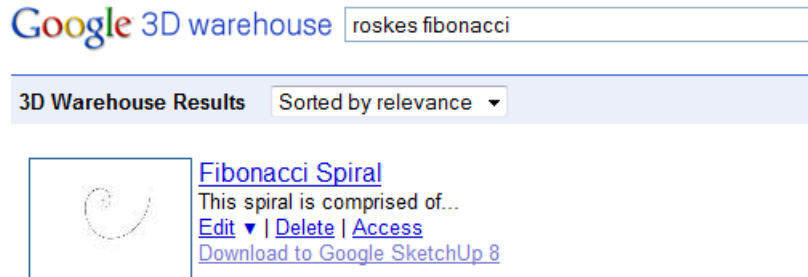 Google 3D warehouse roskes fibonacci
3D Warehouse Results Sorted by relevance ▼
Fibonacci Spiral
This spiral is comprised of...
Edit ▼ | Delete | Access
Download to Google SketchUp 8